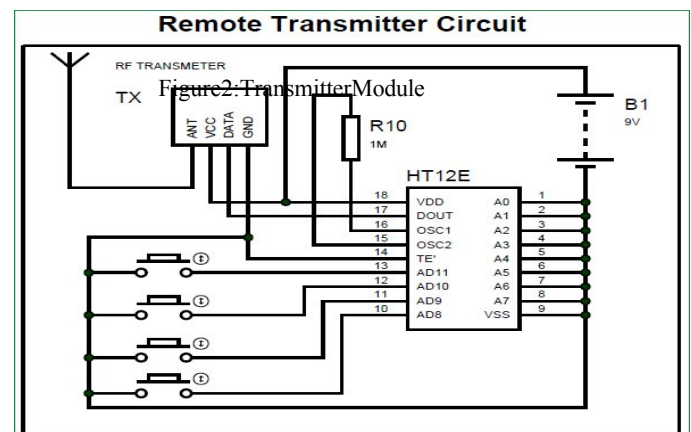 Remote Transmitter Circuit
RF TRANSMETER
Figure2:TransmitterModule
TX
ANT
VCC
DATA
GND
R10
1M
B1
9V
HT12E
18 VDD A0 1
17 DOUT A1 2
16 OSC1 A2 3
15 OSC2 A3 4
14 TE' A4 5
13 AD11 A5 6
12 AD10 A6 7
11 AD9 A7 8
10 AD8 VSS 9